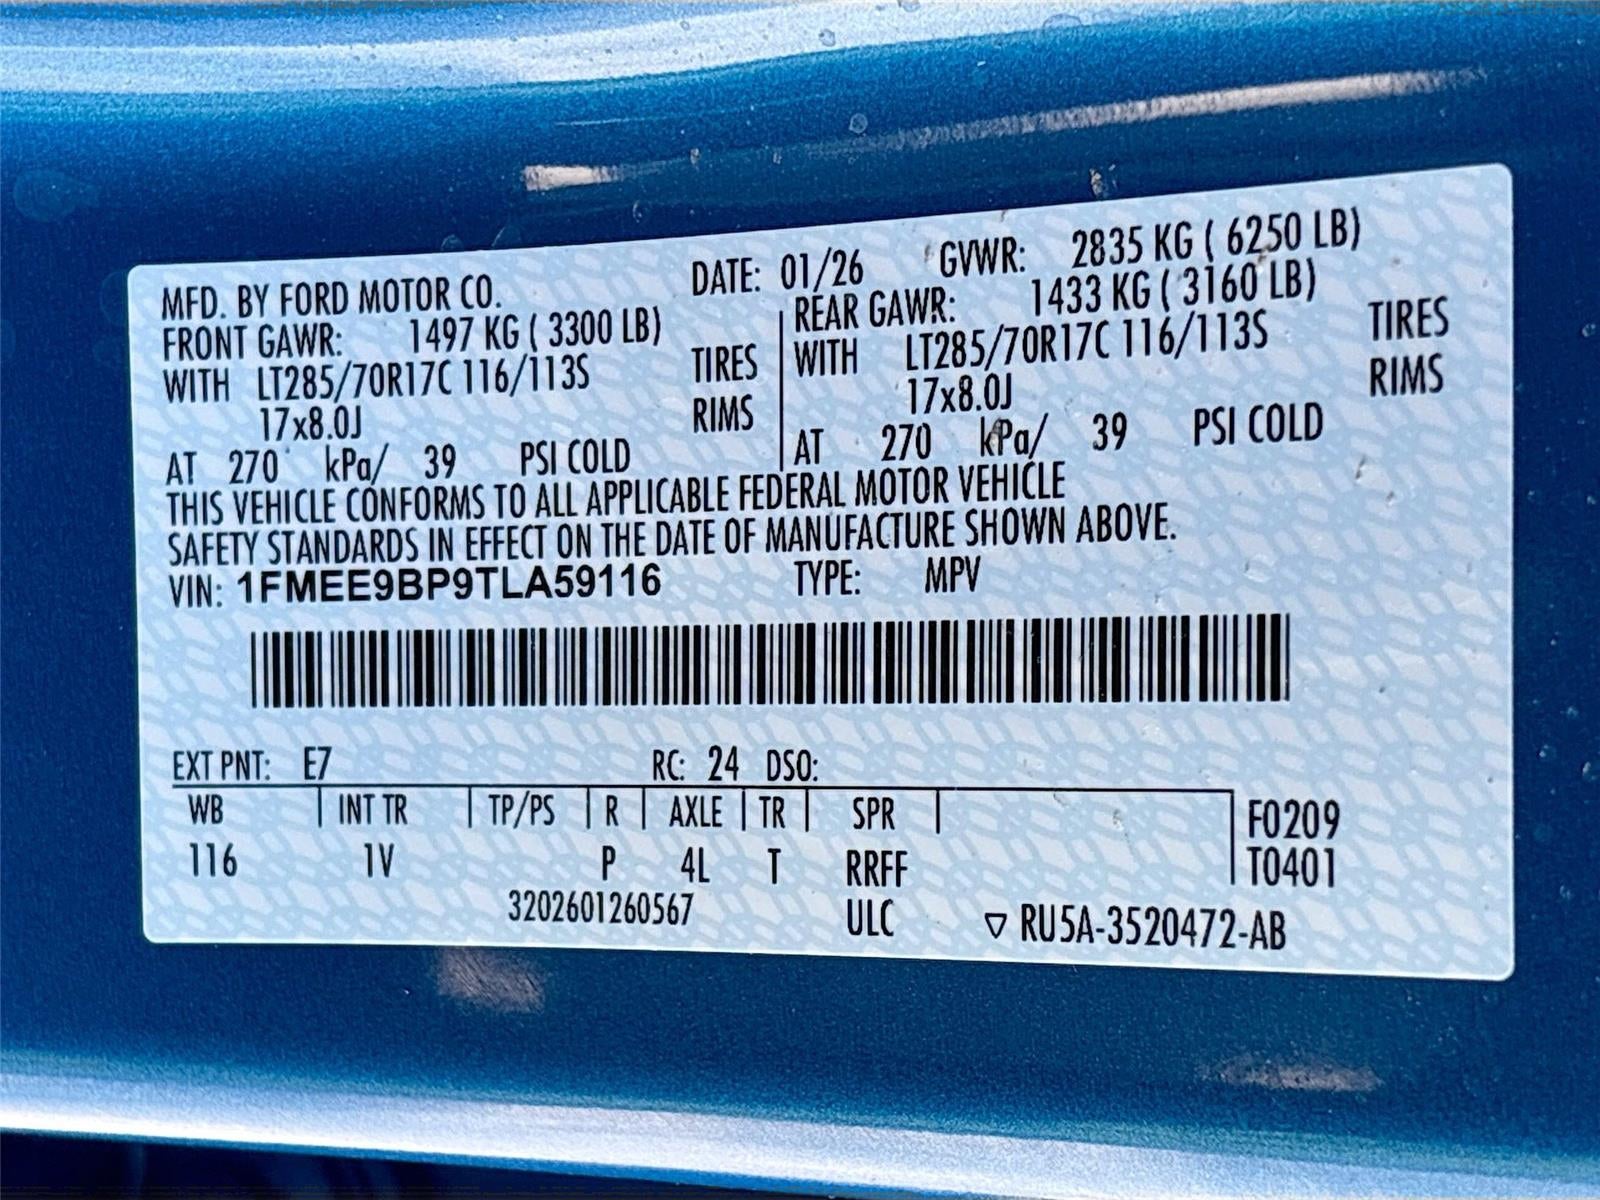 MFD. BY FORD MOTOR CO. DATE: 01/26 GVWR: 2835 KG ( 6250 LB)
FRONT GAWR: 1497 KG ( 3300 LB) REAR GAWR: 1433 KG ( 3160 LB)
WITH LT285/70R17C 116/113S TIRES WITH LT285/70R17C 116/113S TIRES
17x8.0J RIMS 17x8.0J RIMS
AT 270 kPa/ 39 PSI COLD AT 270 kPa/ 39 PSI COLD
THIS VEHICLE CONFORMS TO ALL APPLICABLE FEDERAL MOTOR VEHICLE
SAFETY STANDARDS IN EFFECT ON THE DATE OF MANUFACTURE SHOWN ABOVE.
VIN: 1FMEE9BP9TLA59116 TYPE: MPV
EXT PNT: E7 RC: 24 DSO:
WB INT TR TP/PS R AXLE TR SPR F0209
116 1V P 4L T RRFF T0401
3202601260567 ULC ▽ RU5A-3520472-AB